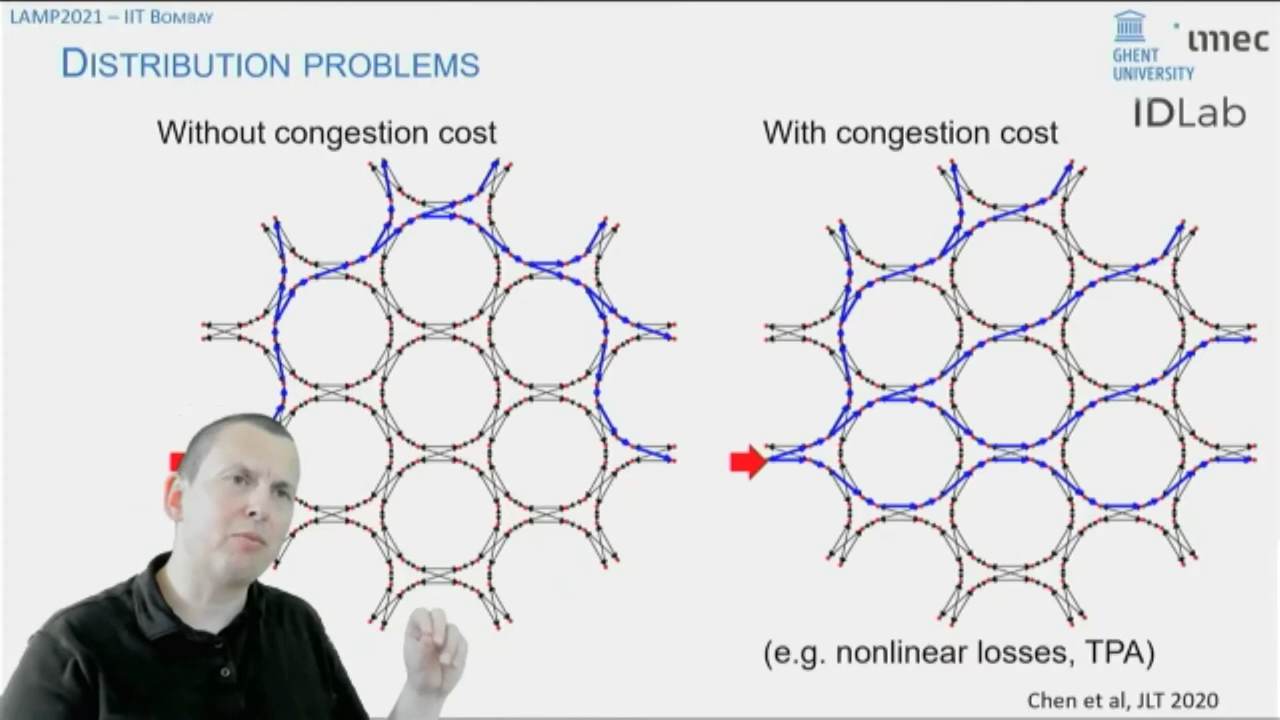 LAMP2021 – IIT BOMBAY
DISTRIBUTION PROBLEMS
GHENT
UNIVERSITY
imec
IDLab
Without congestion cost
With congestion cost
(e.g. nonlinear losses, TPA)
Chen et al, JLT 2020